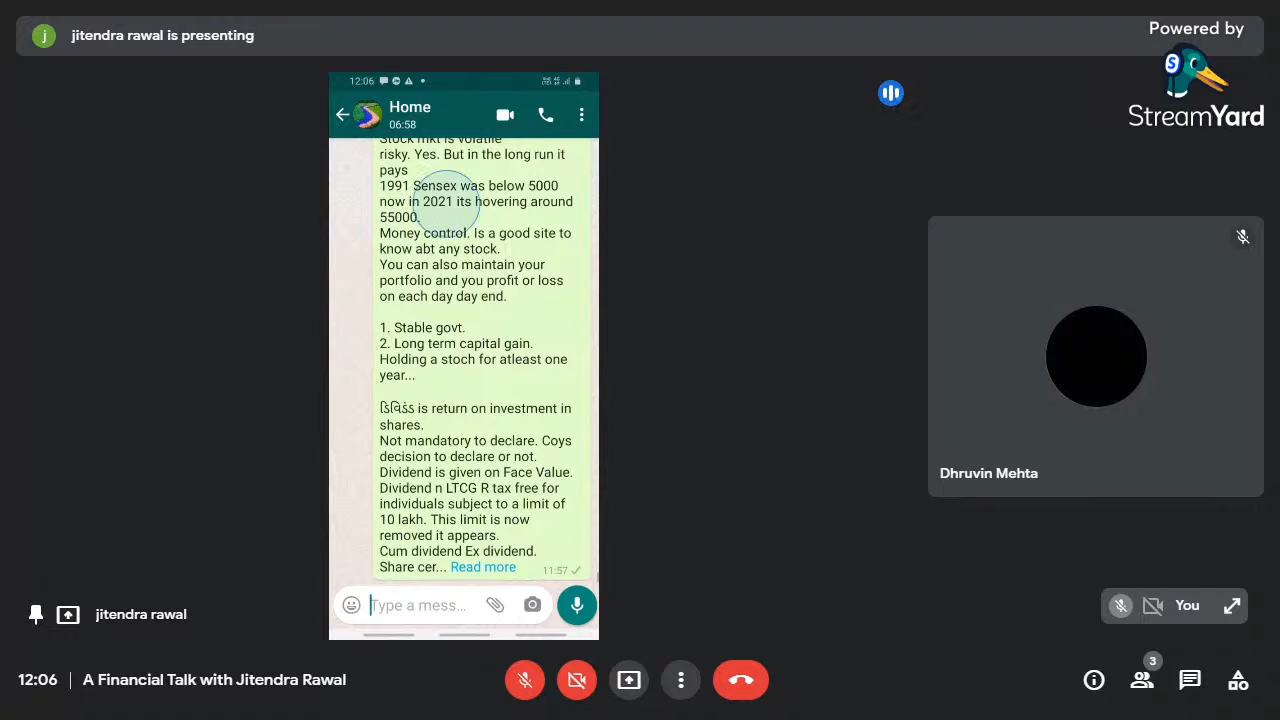 j jitendra rawal is presenting
Powered by
StreamYard
12:06
Home
06:58
Stock mkt is volatile
risky. Yes. But in the long run it
pays
1991 Sensex was below 5000
now in 2021 its hovering around
55000.
Money control. Is a good site to
know abt any stock.
You can also maintain your
portfolio and you profit or loss
on each day day end.
1. Stable govt.
2. Long term capital gain.
Holding a stoch for atleast one
year...
ડિવિડંડ is return on investment in
shares.
Not mandatory to declare. Coys
decision to declare or not.
Dividend is given on Face Value.
Dividend n LTCG R tax free for
individuals subject to a limit of
10 lakh. This limit is now
removed it appears.
Cum dividend Ex dividend.
Share cer... Read more 11:57
Type a mess...
Dhruvin Mehta
jitendra rawal
You
12:06 | A Financial Talk with Jitendra Rawal
3